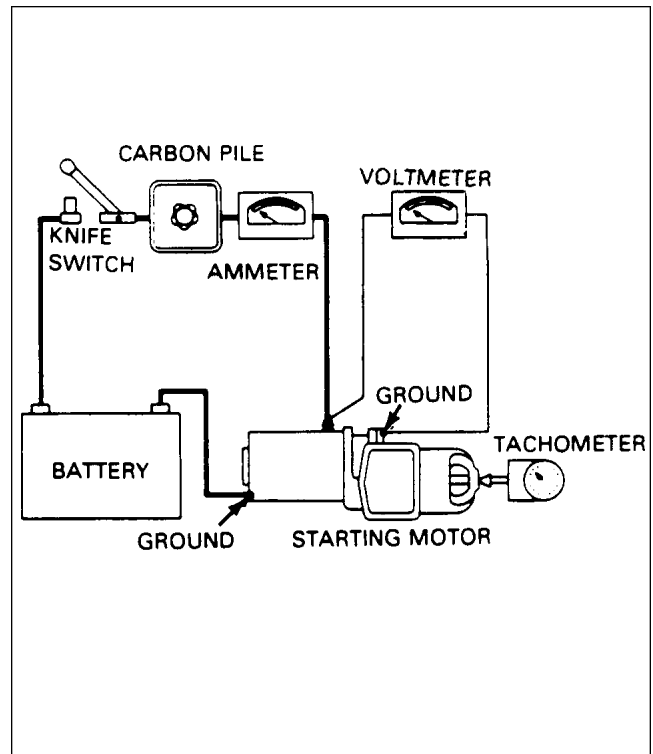 CARBON PILE
VOLTMETER
KNIFE
SWITCH
AMMETER
GROUND
TACHOMETER
BATTERY
GROUND
STARTING MOTOR